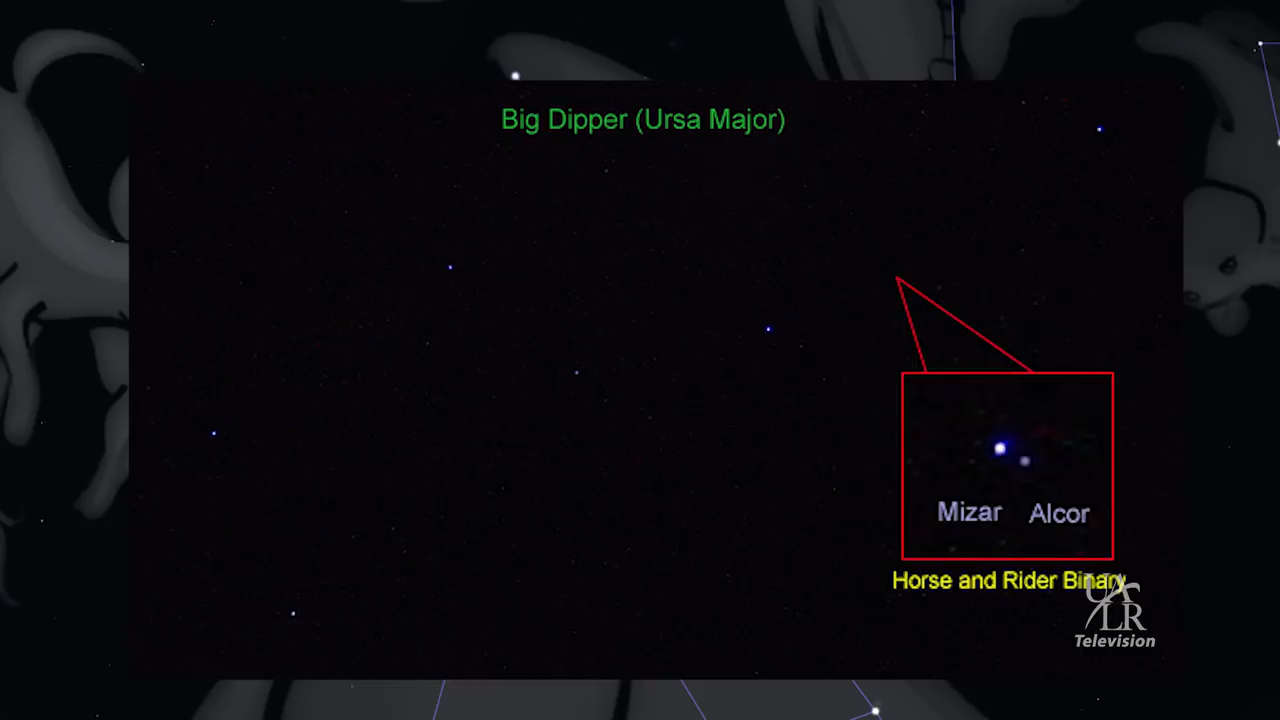 Big Dipper (Ursa Major)
Mizar Alcor
Horse and Rider Binary
UALR
Television